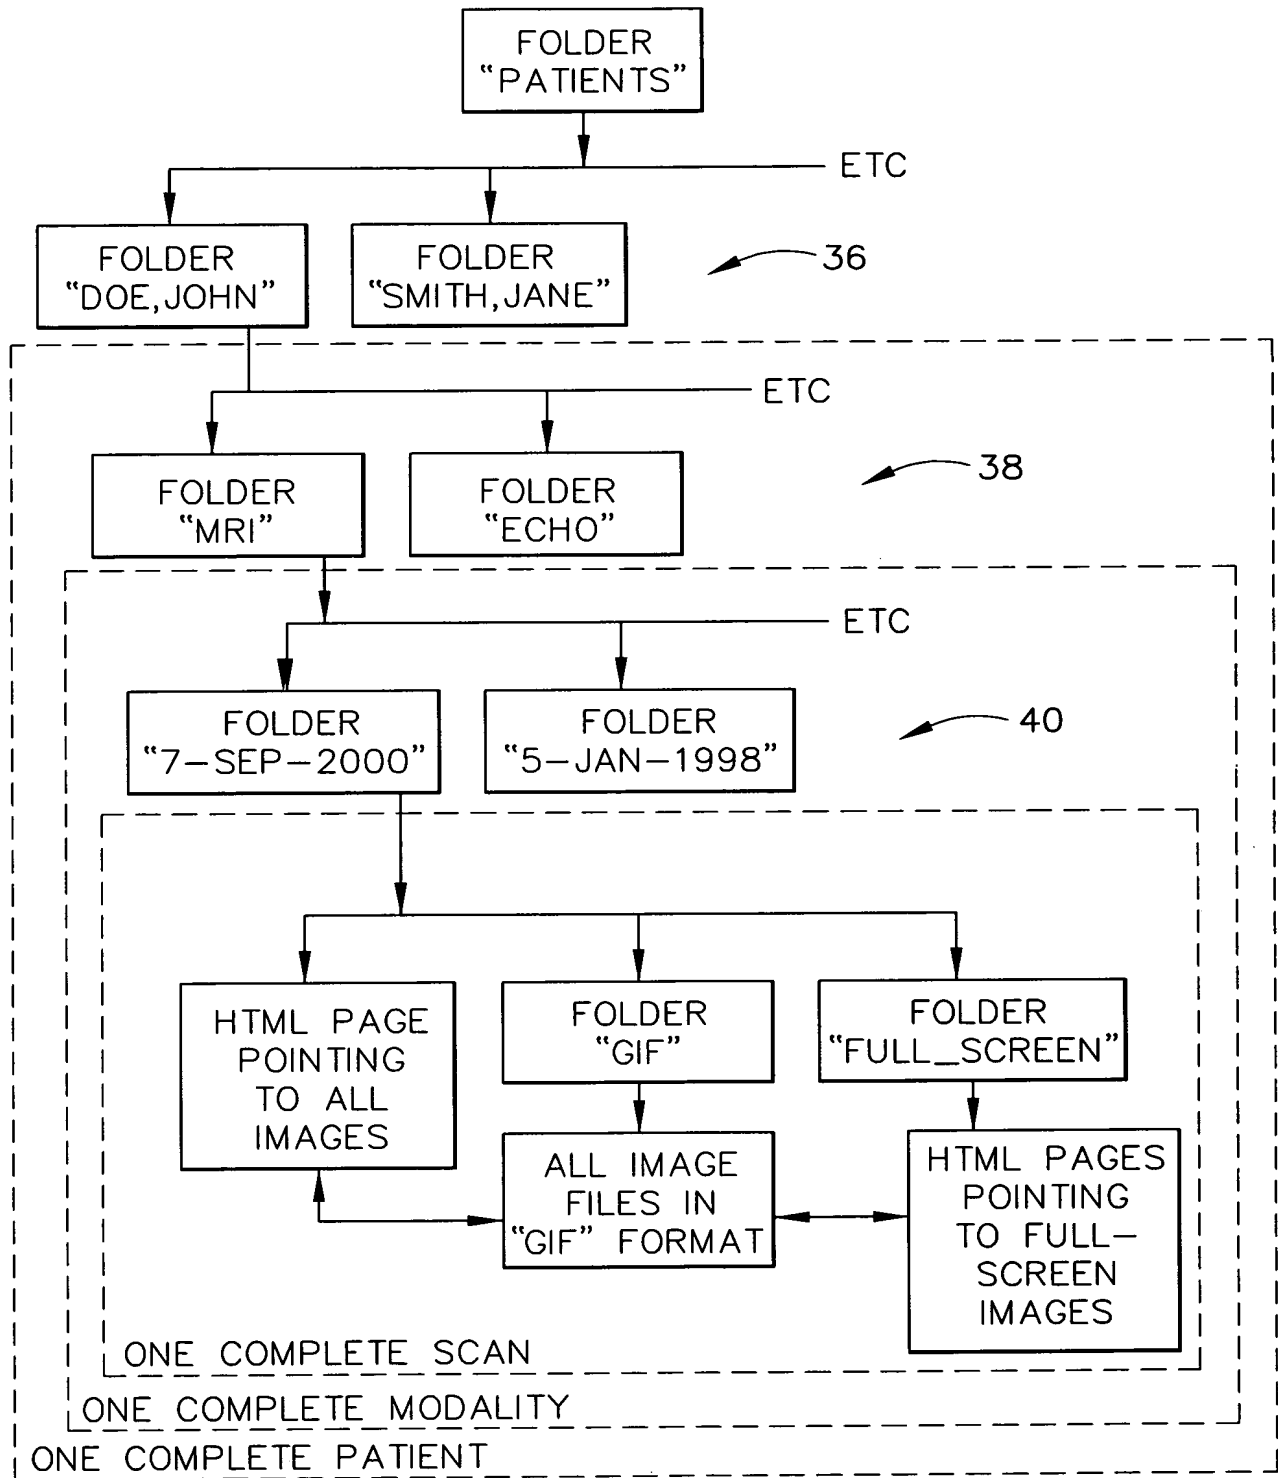 FOLDER
“PATIENTS”
ETC
FOLDER
“DOE,JOHN”
FOLDER
“SMITH,JANE”
36
ETC
FOLDER
“MRI”
FOLDER
“ECHO”
38
ETC
FOLDER
“7-SEP-2000”
FOLDER
“5-JAN-1998”
40
HTML PAGE
POINTING
TO ALL
IMAGES
FOLDER
“GIF”
FOLDER
“FULL_SCREEN”
ALL IMAGE
FILES IN
“GIF” FORMAT
HTML PAGES
POINTING
TO FULL-
SCREEN
IMAGES
ONE COMPLETE SCAN
ONE COMPLETE MODALITY
ONE COMPLETE PATIENT